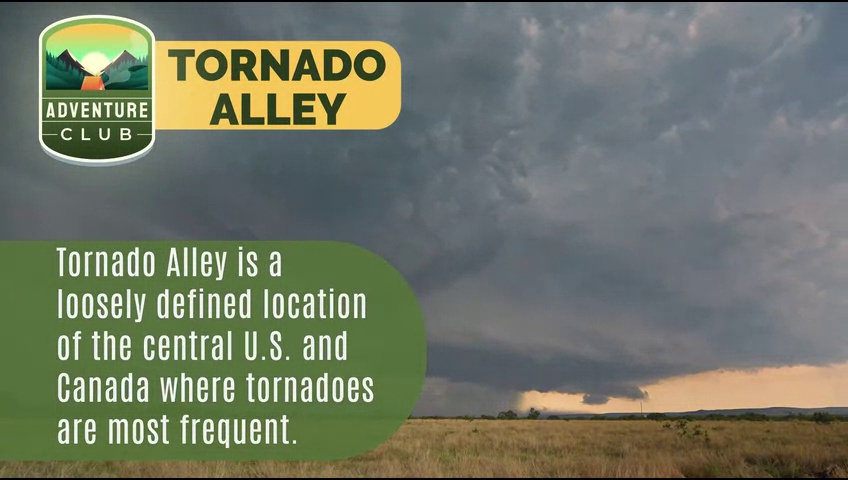 ADVENTURE
CLUB
TORNADO
ALLEY
Tornado Alley is a
loosely defined location
of the central U.S. and
Canada where tornadoes
are most frequent.